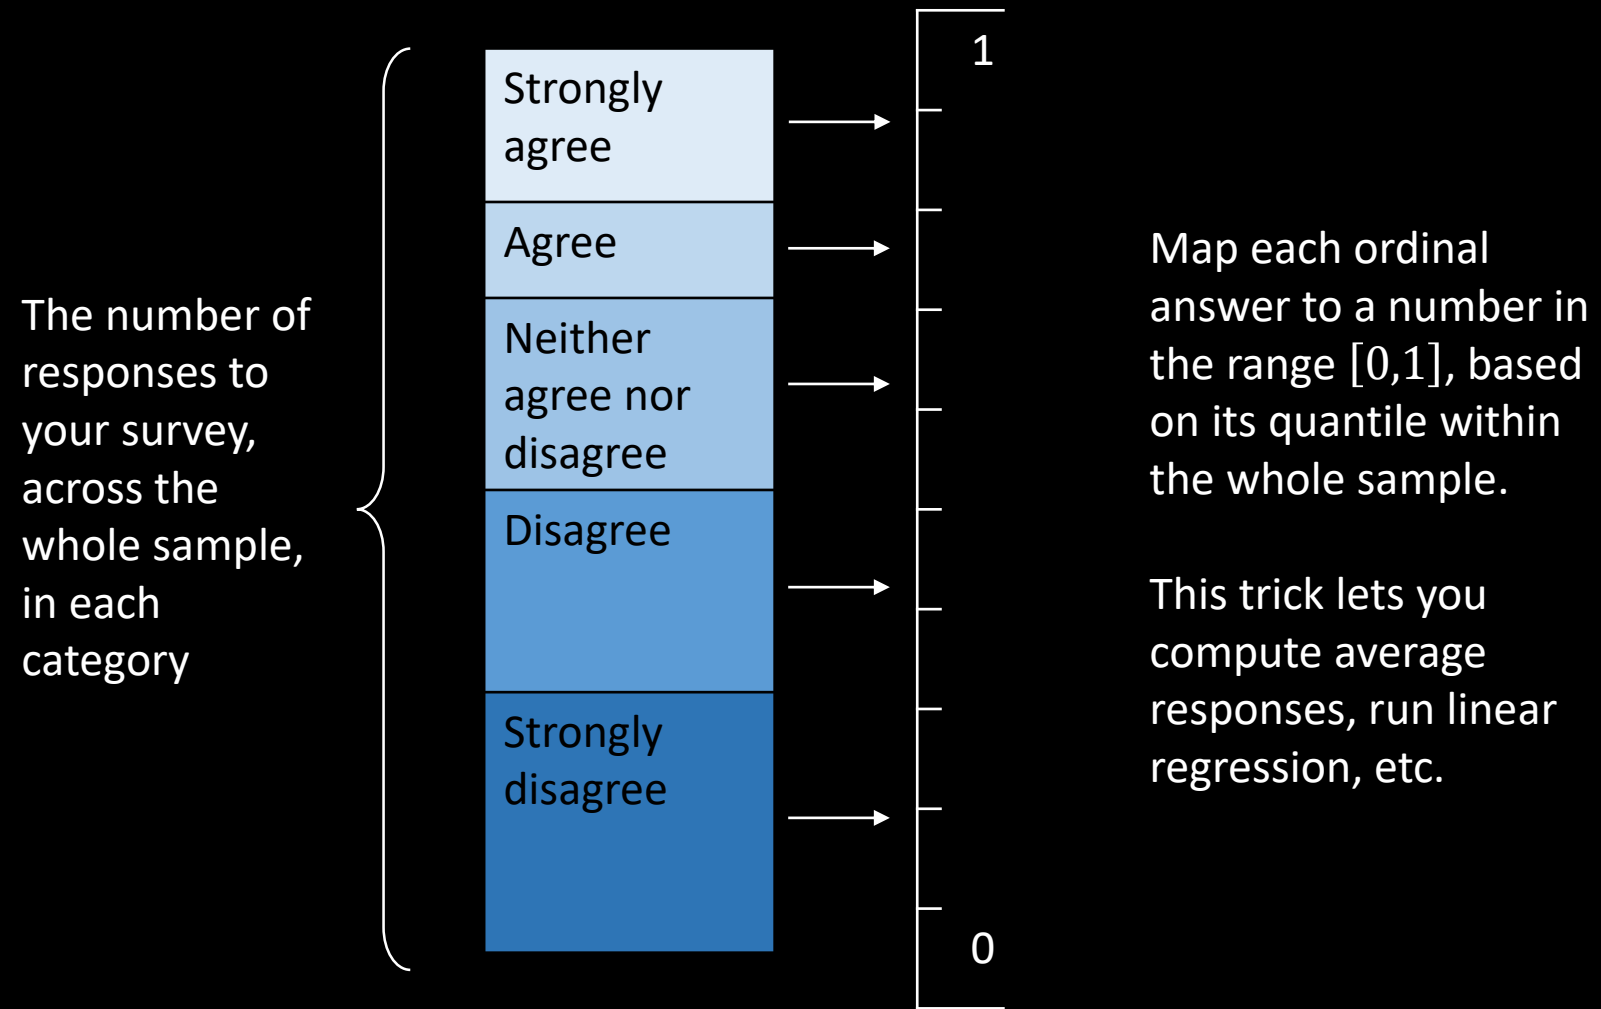 The number of
responses to
your survey,
across the
whole sample,
in each
category
Strongly
agree
Agree
Neither
agree nor
disagree
Disagree
Strongly
disagree
1
0
Map each ordinal
answer to a number in
the range [0,1], based
on its quantile within
the whole sample.
This trick lets you
compute average
responses, run linear
regression, etc.